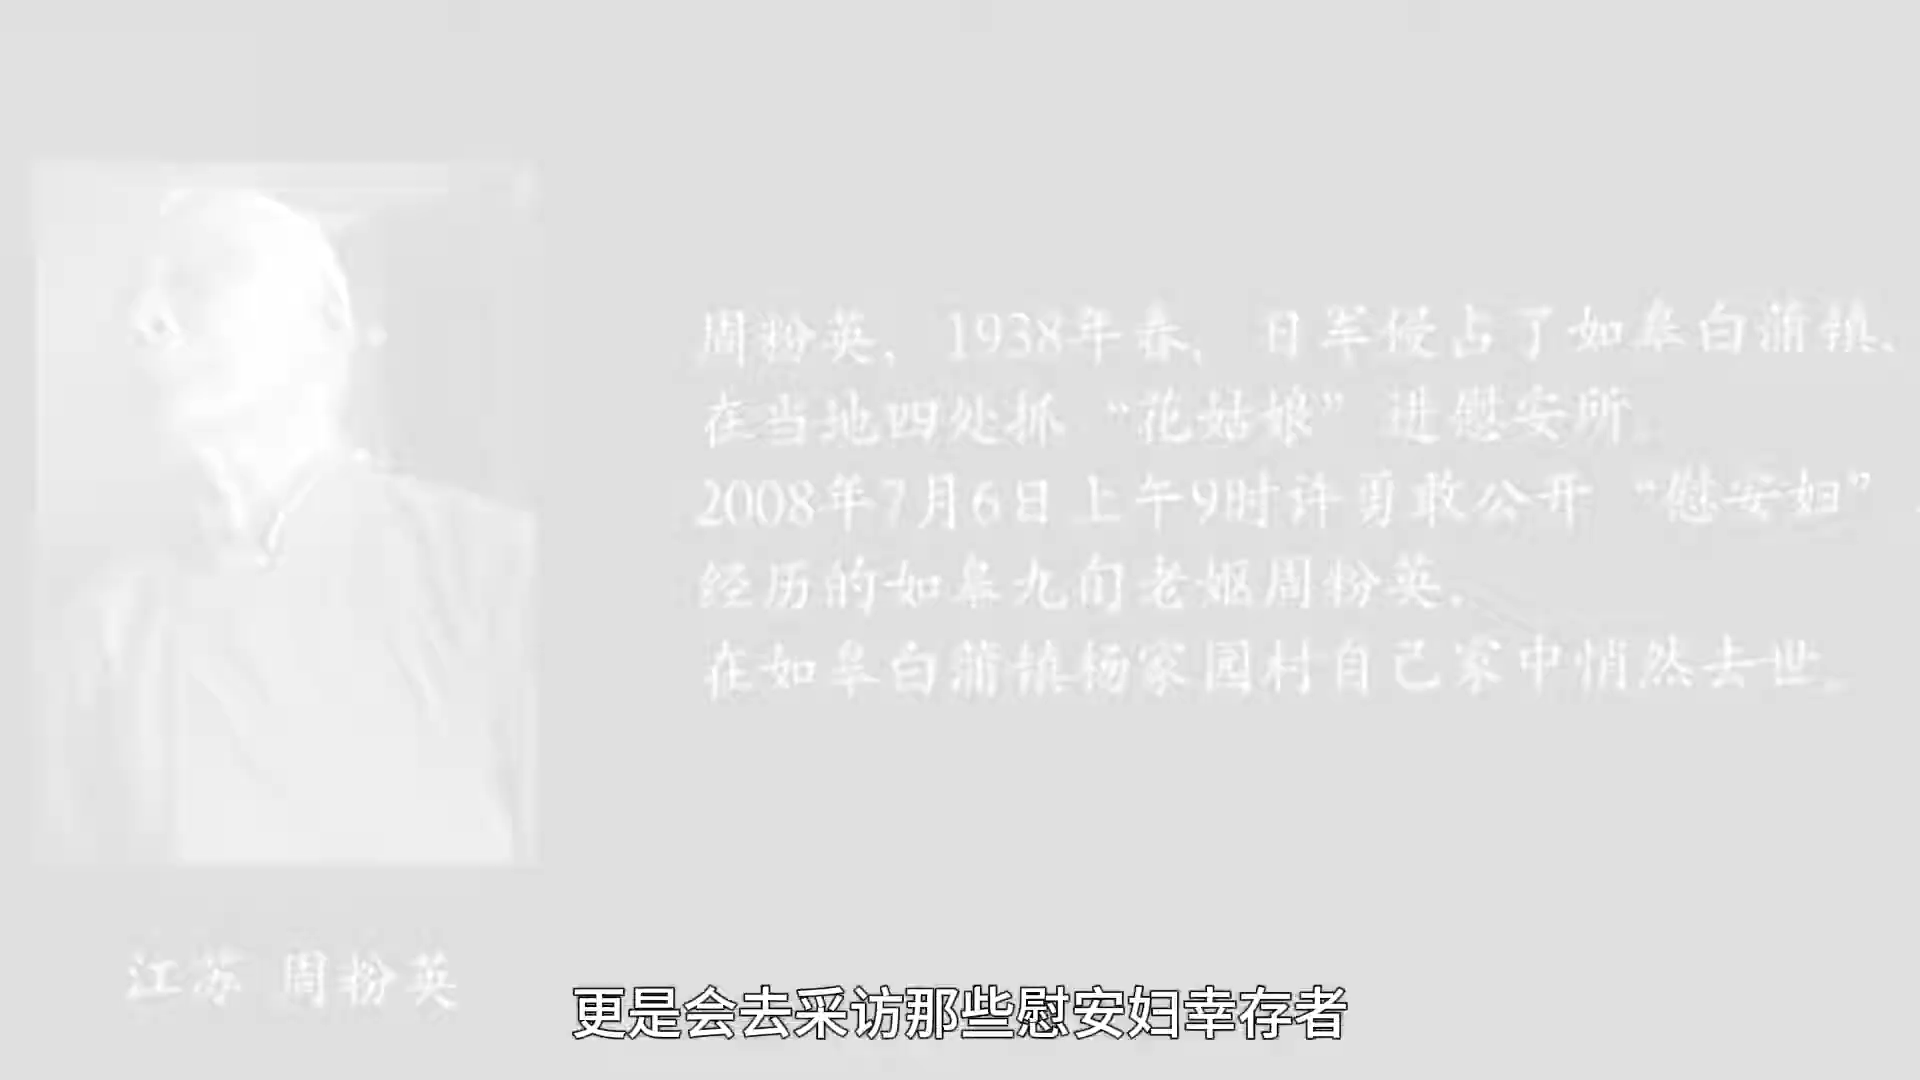 周粉英，1938年春，日军侵占了如皋白蒲镇、
在当地四处抓“花姑娘”进慰安所。
2008年7月6日上午9时许勇敢公开“慰安妇”
经历的如皋九旬老妪周粉英．
在如皋白蒲镇杨家园村自己家中悄然去世。
江苏 周粉英
更是会去采访那些慰安妇幸存者